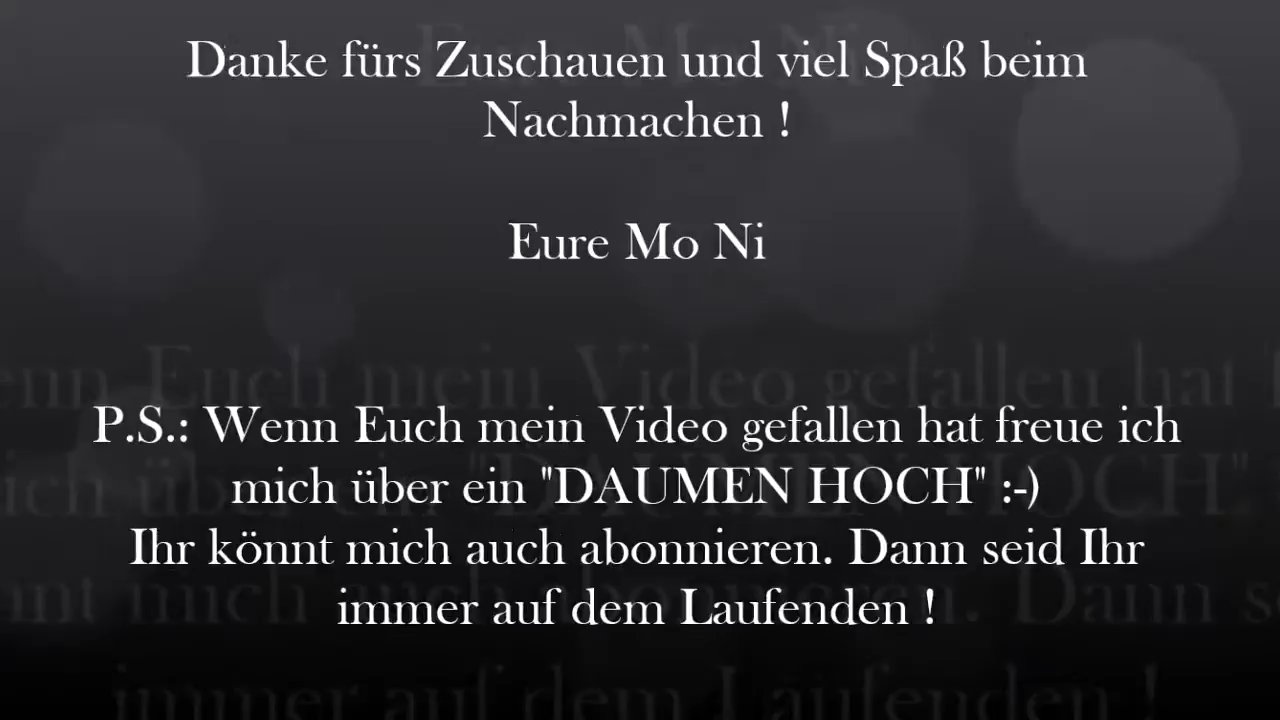 Danke fürs Zuschauen und viel Spaß beim
Nachmachen !
Eure Mo Ni
P.S.: Wenn Euch mein Video gefallen hat freue ich
mich über ein "DAUMEN HOCH" :-)
Ihr könnt mich auch abonnieren. Dann seid Ihr
immer auf dem Laufenden !